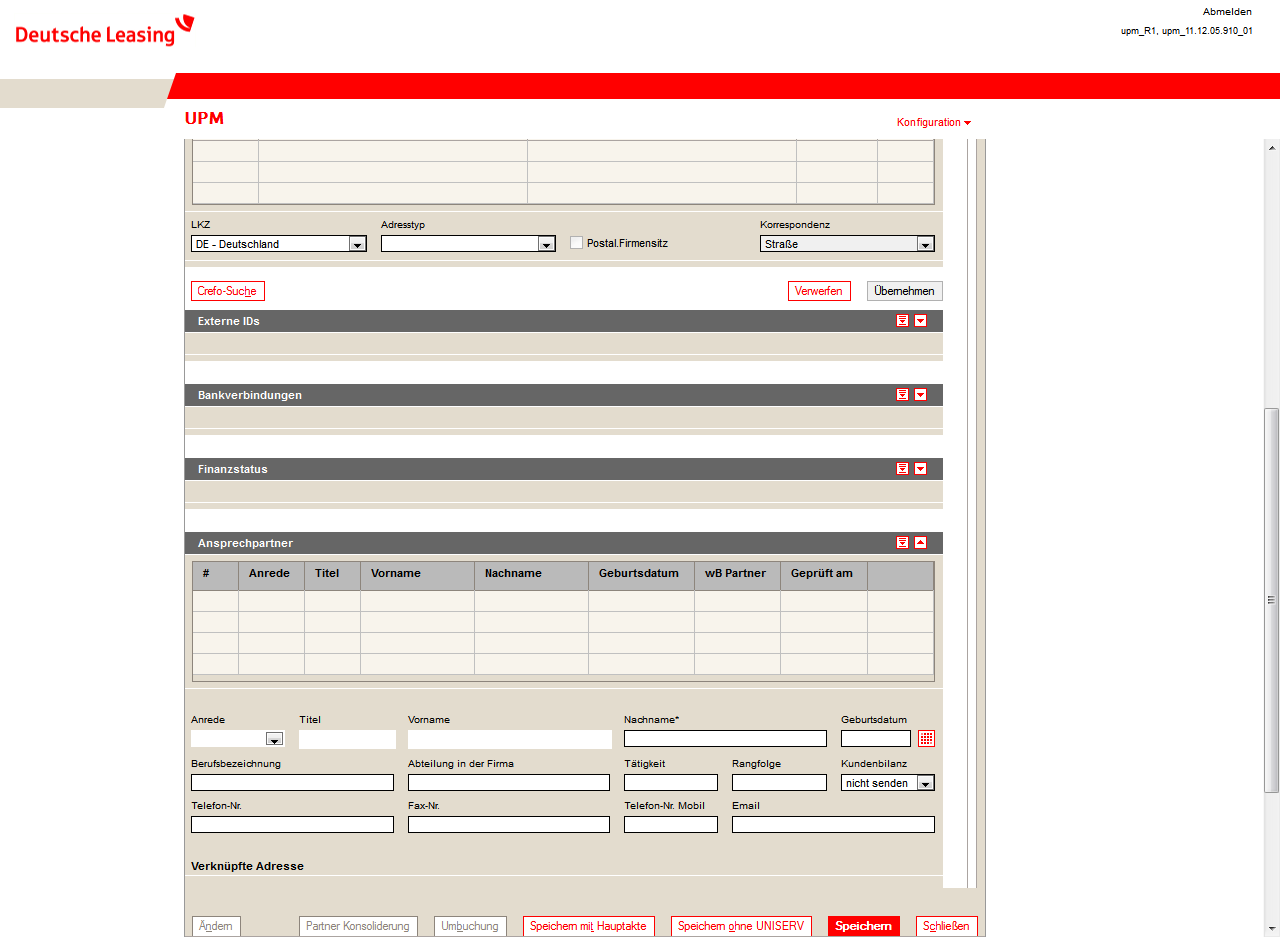 Abmelden
Deutsche Leasing
upm_R1, upm_11.12.05.910_01
UPM
Konfiguration
LKZ Adresstyp Korrespondenz
DE - Deutschland Postal.Firmensitz Straße
Crefo-Suche Verwerfen Übernehmen
Externe IDs
Bankverbindungen
Finanzstatus
Ansprechpartner
# Anrede Titel Vorname Nachname Geburtsdatum wB Partner Geprüft am
Anrede Titel Vorname Nachname* Geburtsdatum
Berufsbezeichnung Abteilung in der Firma Tätigkeit Rangfolge Kundenbilanz
nicht senden
Telefon-Nr. Fax-Nr. Telefon-Nr. Mobil Email
Verknüpfte Adresse
Ändern Partner Konsolidierung Umbuchung Speichern mit Hauptakte Speichern ohne UNISERV Speichern Schließen